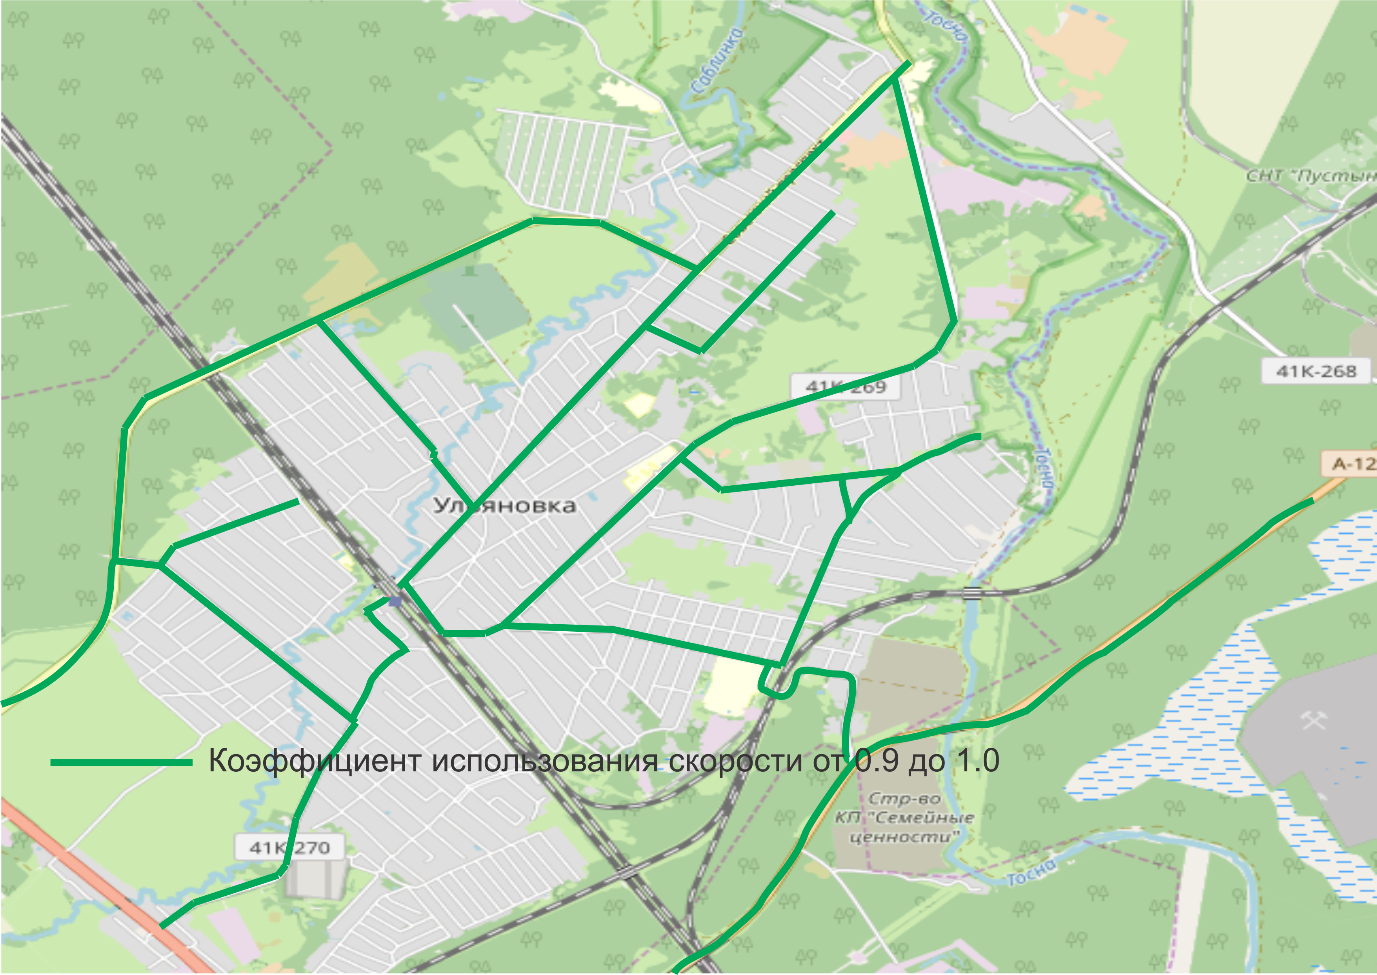 Тосна
Саблинко
СНТ "Пустын
41К-269
41К-268
Тосна
А-12
Ульяновка
Коэффициент использования скорости от 0.9 до 1.0
Стр-во
КП "Семейные
ценности"
41К-270
Тосна